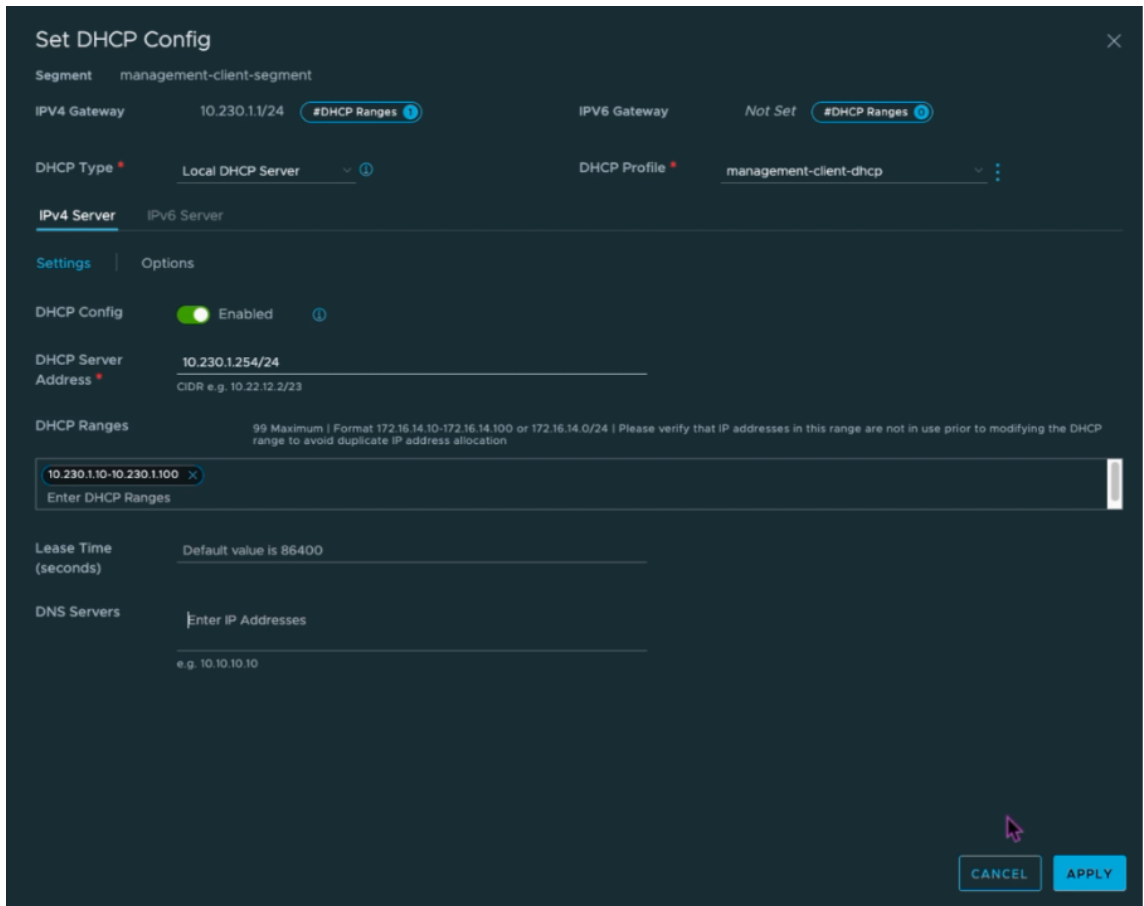 Set DHCP Config
Segment management-client-segment
IPV4 Gateway 10.230.1.1/24 #DHCP Ranges 1 IPV6 Gateway Not Set #DHCP Ranges 0
DHCP Type * Local DHCP Server DHCP Profile * management-client-dhcp
IPv4 Server IPv6 Server
Settings | Options
DHCP Config Enabled
DHCP Server
Address *
10.230.1.254/24
CIDR e.g. 10.22.12.2/23
DHCP Ranges
99 Maximum | Format 172.16.14.10-172.16.14.100 or 172.16.14.0/24 | Please verify that IP addresses in this range are not in use prior to modifying the DHCP
range to avoid duplicate IP address allocation
10.230.1.10-10.230.1.100
Enter DHCP Ranges
Lease Time
(seconds)
Default value is 86400
DNS Servers
Enter IP Addresses
e.g. 10.10.10.10
CANCEL APPLY